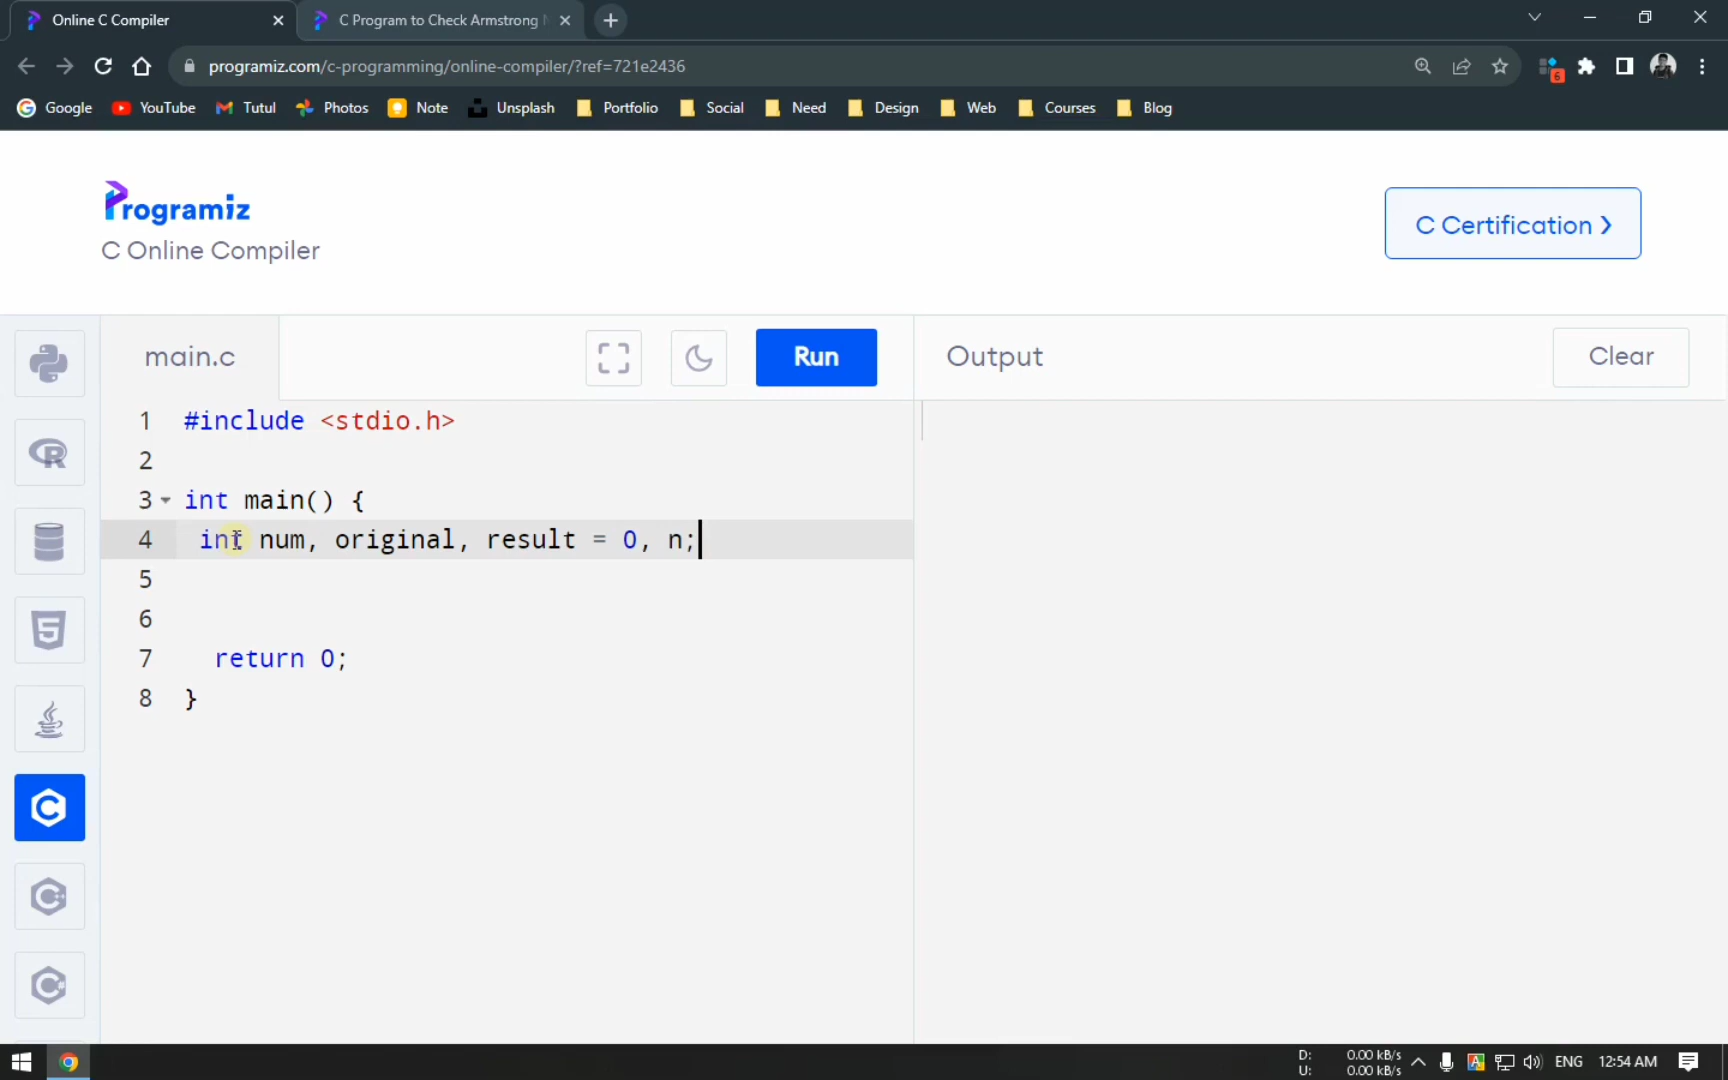 Online C Compiler
C Program to Check Armstrong
programiz.com/c-programming/online-compiler/?ref=721e2436
6
Google YouTube Tutul Photos Note Unsplash Portfolio Social Need Design Web Courses Blog
Programiz
C Online Compiler
C Certification
main.c Run Output Clear
1 #include <stdio.h>
2
3 int main() {
4 int num, original, result = 0, n;
5
6
7 return 0;
8 }
D: 0.00 kB/s
U: 0.00 kB/s
ENG 12:54 AM